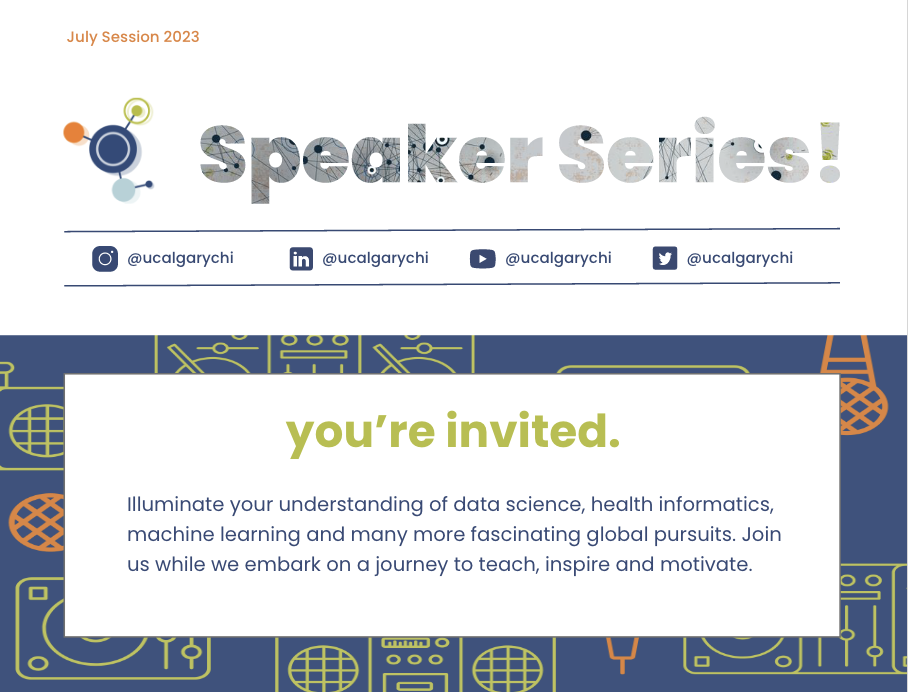 July Session 2023
Speaker Series!
@ucalgarychi @ucalgarychi @ucalgarychi @ucalgarychi
you’re invited.
Illuminate your understanding of data science, health informatics,
machine learning and many more fascinating global pursuits. Join
us while we embark on a journey to teach, inspire and motivate.